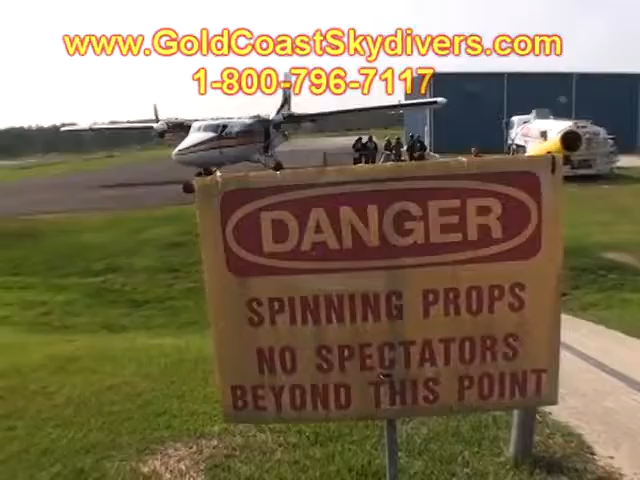 www.GoldCoastSkydivers.com
1-800-796-7117
DANGER
SPINNING PROPS
NO SPECTATORS
BEYOND THIS POINT